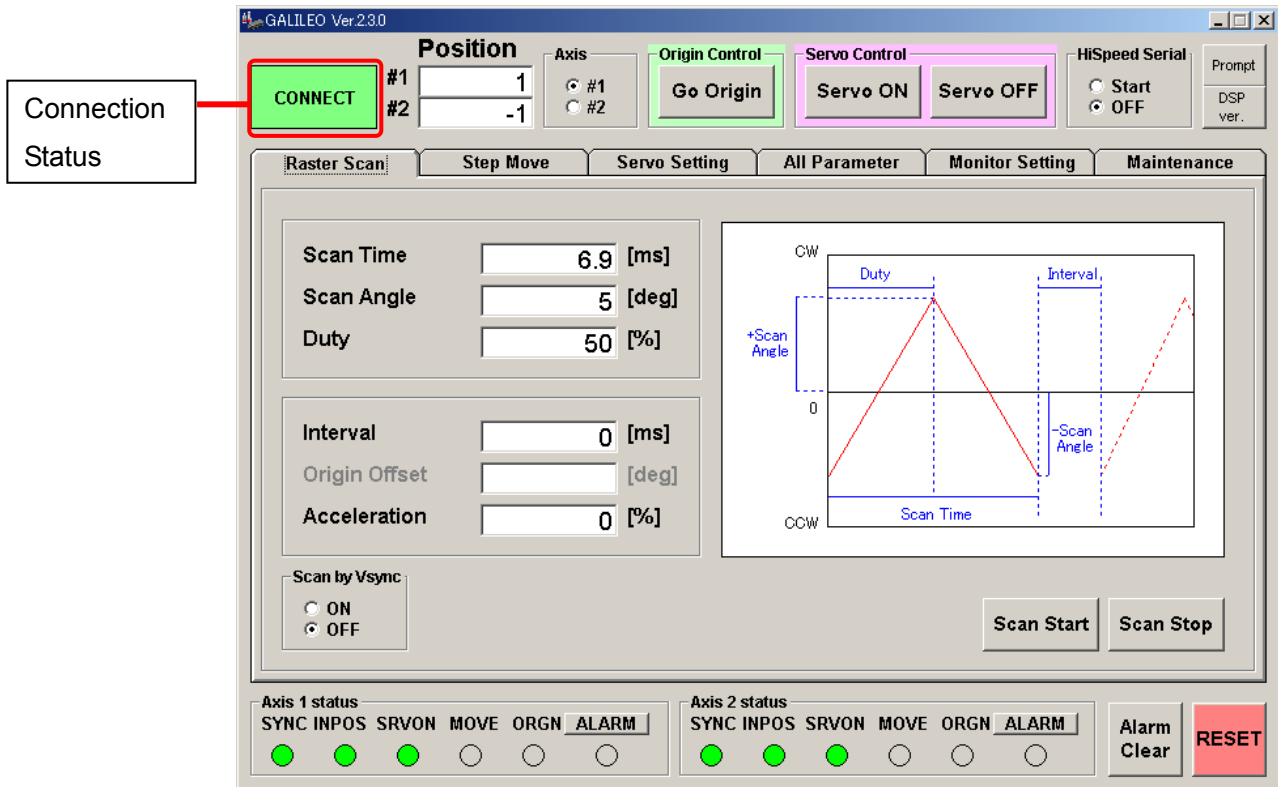 GALILEO Ver.2.3.0
Connection
Status
CONNECT
Position
#1 1
#2 -1
Axis
#1
#2
Origin Control
Go Origin
Servo Control
Servo ON Servo OFF
HiSpeed Serial
Start
OFF
Prompt
DSP
ver.
Raster Scan Step Move Servo Setting All Parameter Monitor Setting Maintenance
Scan Time 6.9 [ms]
Scan Angle 5 [deg]
Duty 50 [%]
Interval 0 [ms]
Origin Offset [deg]
Acceleration 0 [%]
CW
Duty Interval
+Scan
Angle
0
-Scan
Angle
Scan Time
CCW
Scan by Vsync
ON
OFF
Scan Start Scan Stop
Axis 1 status
SYNC INPOS SRVON MOVE ORGN ALARM
Axis 2 status
SYNC INPOS SRVON MOVE ORGN ALARM
Alarm
Clear
RESET